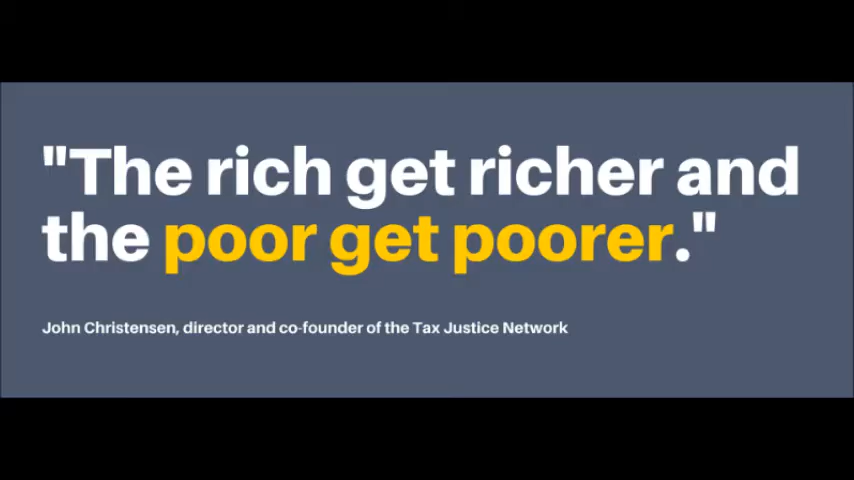 "The rich get richer and
the poor get poorer."
John Christensen, director and co-founder of the Tax Justice Network